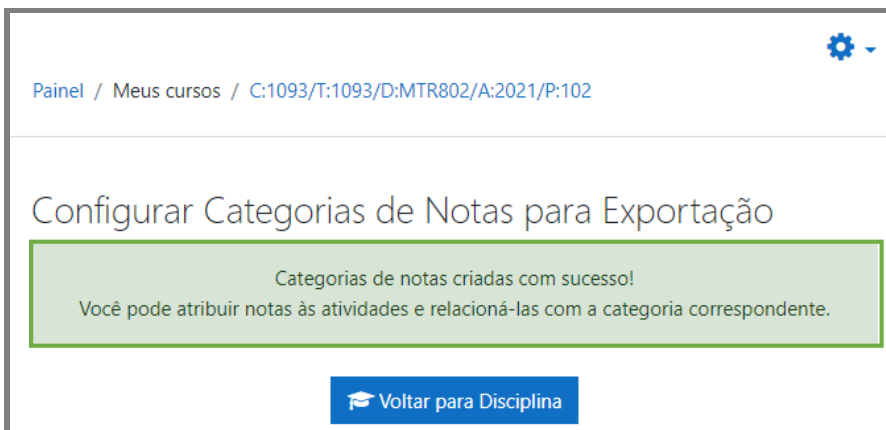 Painel / Meus cursos / C:1093/T:1093/D:MTR802/A:2021/P:102
Configurar Categorias de Notas para Exportação
Categorias de notas criadas com sucesso!
Você pode atribuir notas às atividades e relacioná-las com a categoria correspondente.
Voltar para Disciplina